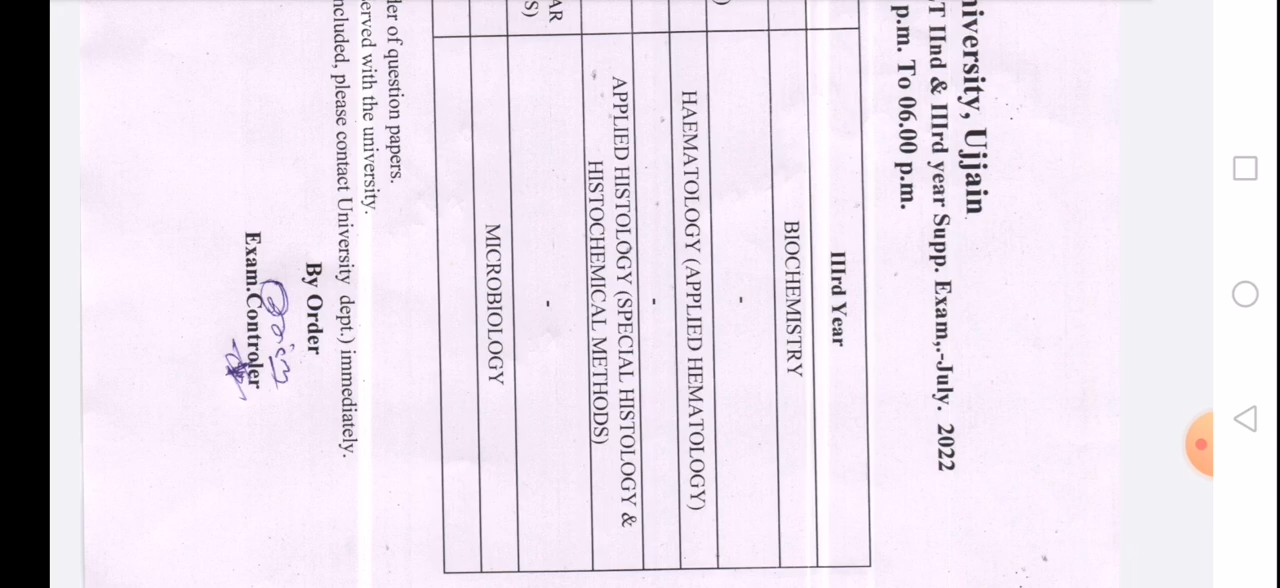 niversity, Ujjain
T IInd & IIIrd year Supp. Exam,.-July. 2022
p.m. To 06.00 p.m.
IIIrd Year
BIOCHEMISTRY
)
-
HAEMATOLOGY (APPLIED HEMATOLOGY)
-
APPLIED HISTOLOGY (SPECIAL HISTOLOGY &
HISTOCHEMICAL METHODS)
AR
S)
-
MICROBIOLOGY
der of question papers.
erved with the university.
ncluded, please contact University dept.) immediately.
By Order
Exam.Controler